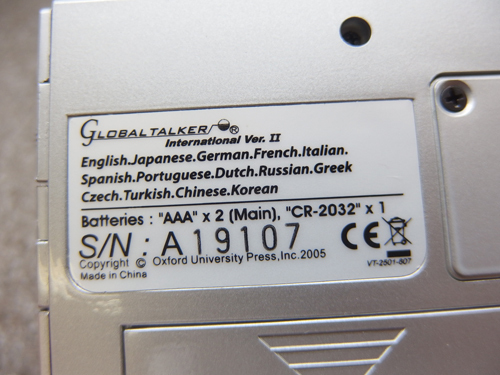 GLOBALTALKER ®
International Ver. II
English.Japanese.German.French.Italian.
Spanish.Portuguese.Dutch.Russian.Greek
Czech.Turkish.Chinese.Korean
Batteries : "AAA" x 2 (Main), "CR-2032" x 1
S/N : A19107 CE
Copyright © Oxford University Press,Inc.2005
Made in China
VT-2501-807